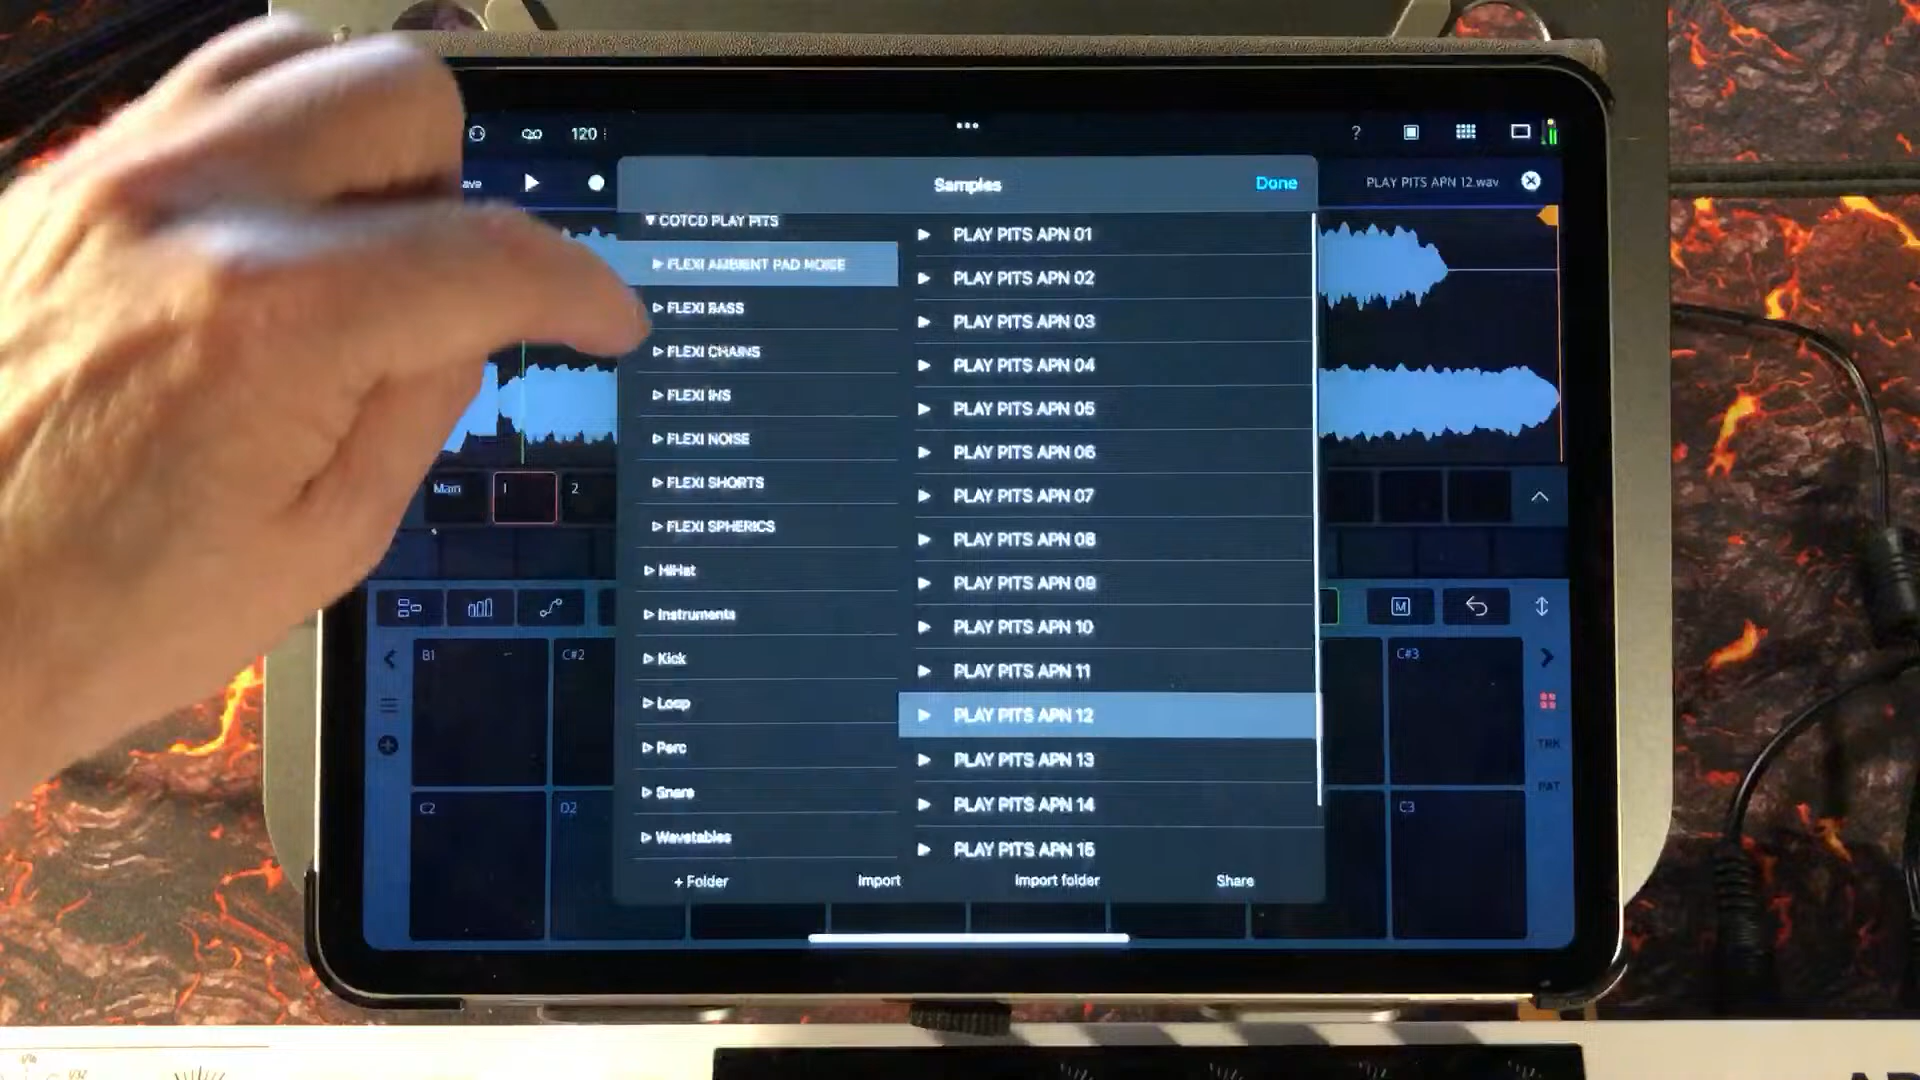 120
?
ave
Samples
Done
PLAY PITS APN 12.wav
COTCD PLAY PITS
FLEXI AMBIENT PAD NOISE
FLEXI BASS
FLEXI CHAINS
FLEXI INS
FLEXI NOISE
FLEXI SHORTS
FLEXI SPHERICS
HiHat
Instruments
Kick
Loop
Perc
Snare
Wavetables
PLAY PITS APN 01
PLAY PITS APN 02
PLAY PITS APN 03
PLAY PITS APN 04
PLAY PITS APN 05
PLAY PITS APN 06
PLAY PITS APN 07
PLAY PITS APN 08
PLAY PITS APN 09
PLAY PITS APN 10
PLAY PITS APN 11
PLAY PITS APN 12
PLAY PITS APN 13
PLAY PITS APN 14
PLAY PITS APN 15
+ Folder
Import
Import folder
Share
Main
1
2
M
B1
C#2
C#3
TRK
PAT
C2
D2
C3